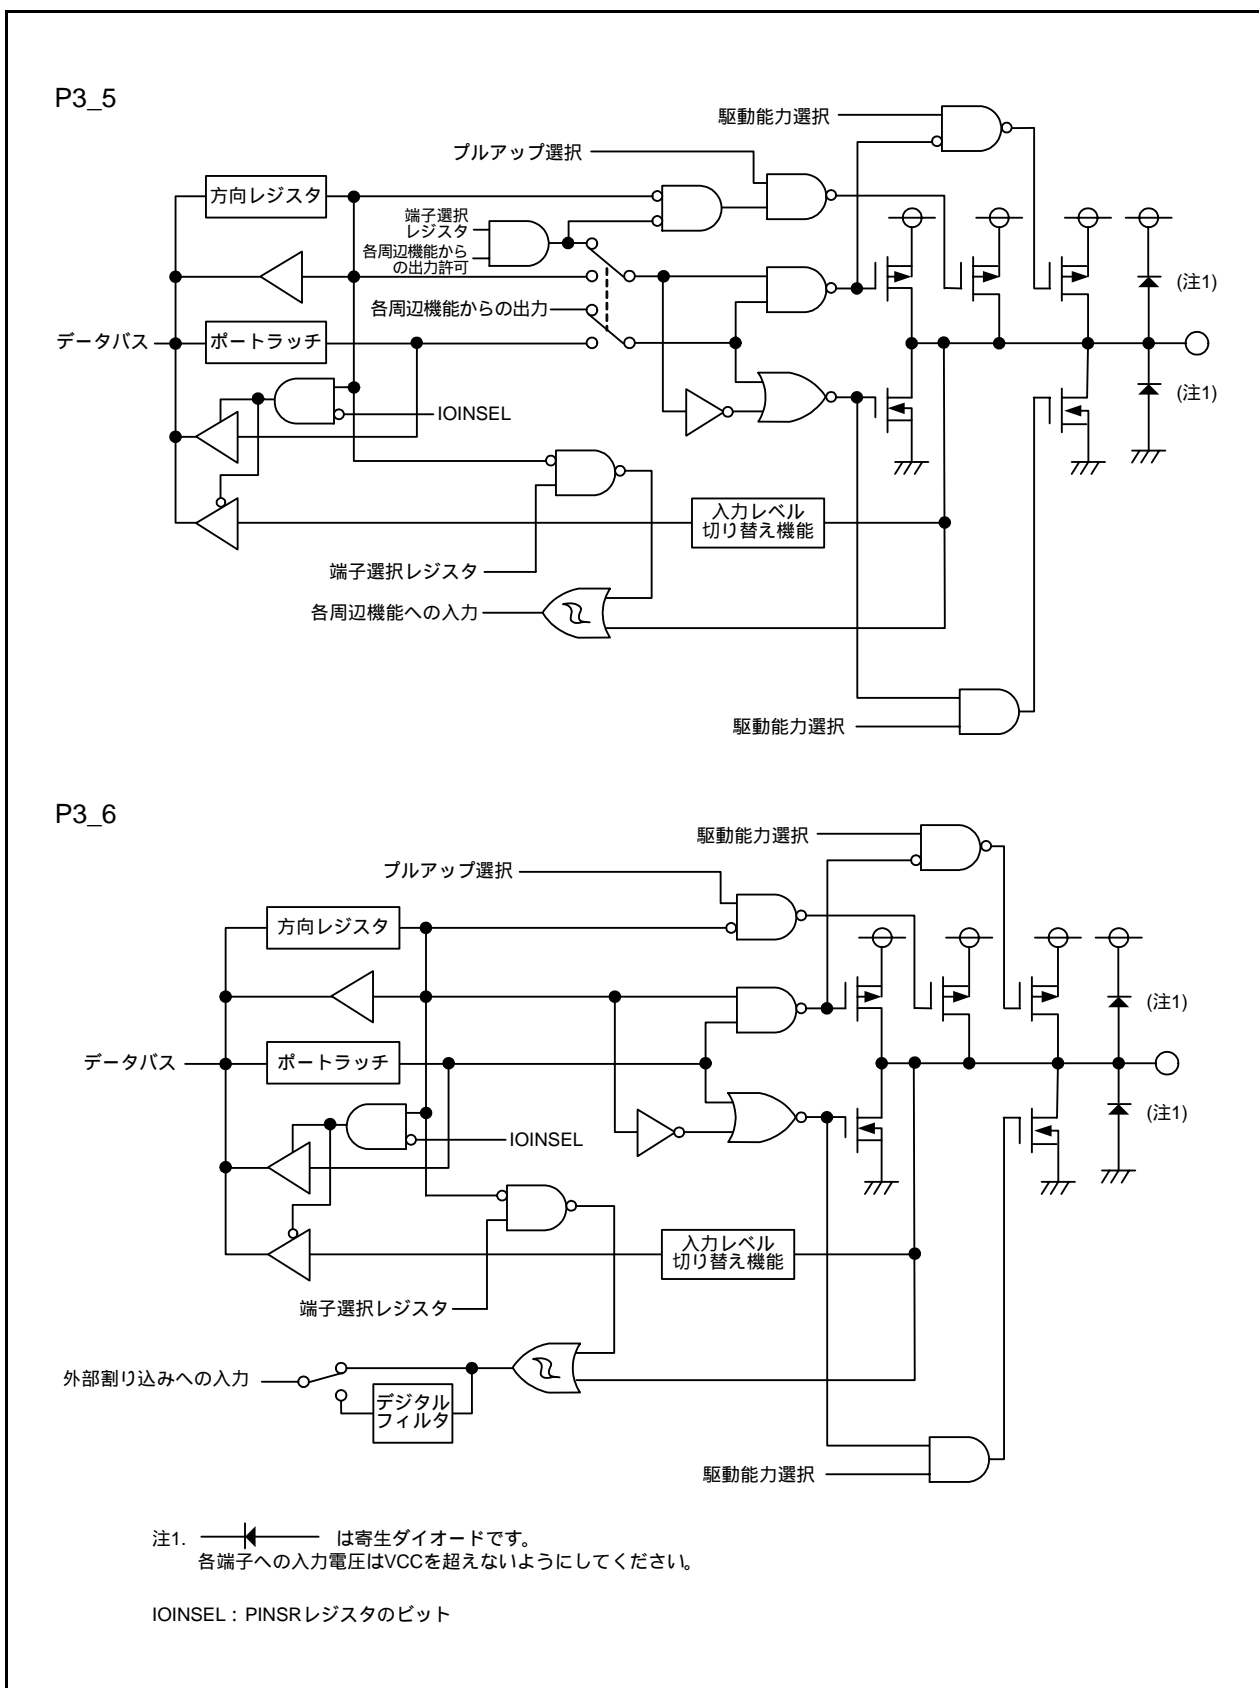 P3_5
駆動能力選択
プルアップ選択
方向レジスタ
端子選択
レジスタ
各周辺機能から
の出力許可
(注1)
各周辺機能からの出力
データバス
ポートラッチ
(注1)
IOINSEL
入力レベル
切り替え機能
端子選択レジスタ
各周辺機能への入力
駆動能力選択
P3_6
駆動能力選択
プルアップ選択
方向レジスタ
(注1)
データバス
ポートラッチ
(注1)
IOINSEL
入力レベル
切り替え機能
端子選択レジスタ
外部割り込みへの入力
デジタル
フィルタ
駆動能力選択
注1. は寄生ダイオードです。
各端子への入力電圧はVCCを超えないようにしてください。
IOINSEL : PINSRレジスタのビット